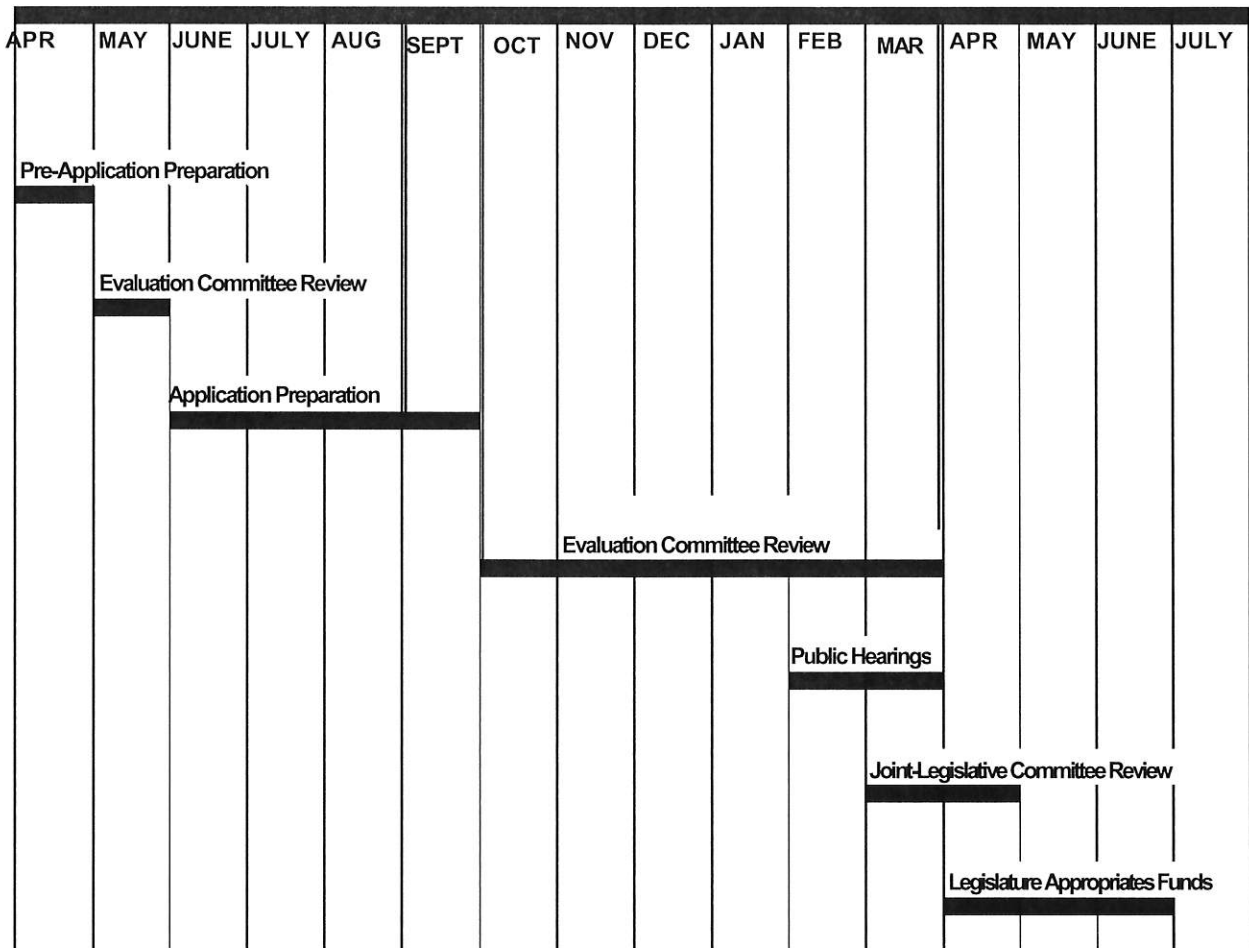 APR MAY JUNE JULY AUG SEPT OCT NOV DEC JAN FEB MAR APR MAY JUNE JULY
Pre-Application Preparation
Evaluation Committee Review
Application Preparation
Evaluation Committee Review
Public Hearings
Joint-Legislative Committee Review
Legislature Appropriates Funds